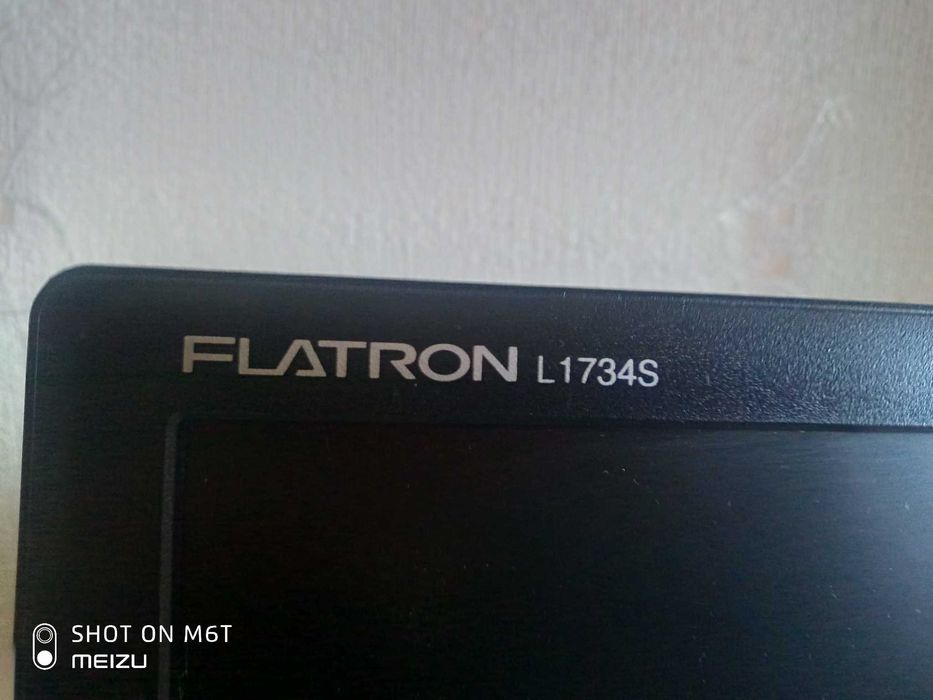 FLATRON L1734S
SHOT ON M6T
MEIZU